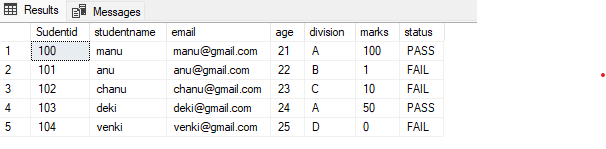 Results Messages
Sudentid studentname email age division marks status
1 100 manu manu@gmail.com 21 A 100 PASS
2 101 anu anu@gmail.com 22 B 1 FAIL
3 102 chanu chanu@gmail.com 23 C 10 FAIL
4 103 deki deki@gmail.com 24 A 50 PASS
5 104 venki venki@gmail.com 25 D 0 FAIL